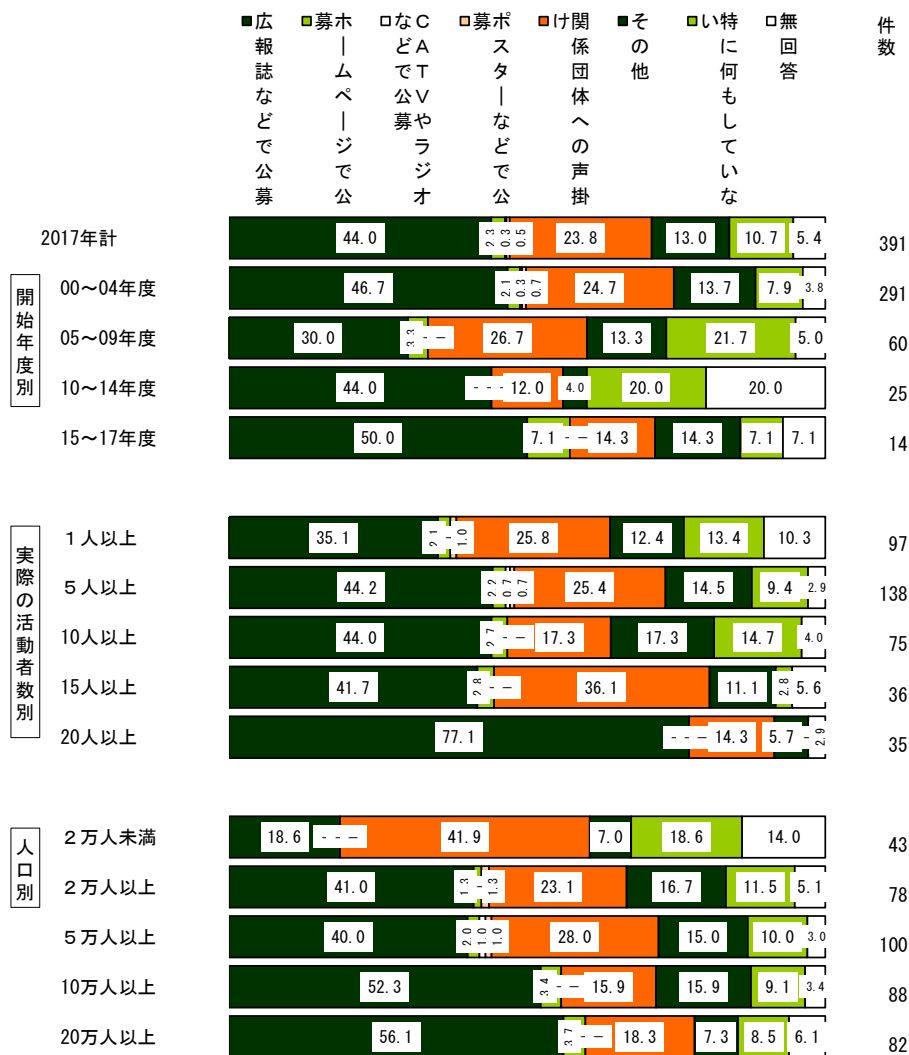 ■広報誌などで公募
■ホームページで公募
□CATVやラジオなどで公募
■ポスターなどで公募
■関係団体への声掛け
■その他
■特に何もしていない
□無回答
件数
2017年計 44.0 2.3 0.3 0.5 23.8 13.0 10.7 5.4 391
開始年度別
00～04年度 46.7 2.1 0.3 0.7 24.7 13.7 7.9 3.8 291
05～09年度 30.0 3.3 - - 26.7 13.3 21.7 5.0 60
10～14年度 44.0 - - - 12.0 4.0 20.0 20.0 25
15～17年度 50.0 7.1 - - 14.3 14.3 7.1 7.1 14
実際の活動者数別
１人以上 35.1 2.1 - 1.0 25.8 12.4 13.4 10.3 97
５人以上 44.2 2.2 0.7 0.7 25.4 14.5 9.4 2.9 138
10人以上 44.0 2.7 - - 17.3 17.3 14.7 4.0 75
15人以上 41.7 2.8 - - 36.1 11.1 2.8 5.6 36
20人以上 77.1 - - - 14.3 5.7 - 2.9 35
人口別
２万人未満 18.6 - - - 41.9 7.0 18.6 14.0 43
２万人以上 41.0 1.3 - 1.3 23.1 16.7 11.5 5.1 78
５万人以上 40.0 2.0 1.0 1.0 28.0 15.0 10.0 3.0 100
10万人以上 52.3 3.4 - - 15.9 15.9 9.1 3.4 88
20万人以上 56.1 3.7 - - 18.3 7.3 8.5 6.1 82